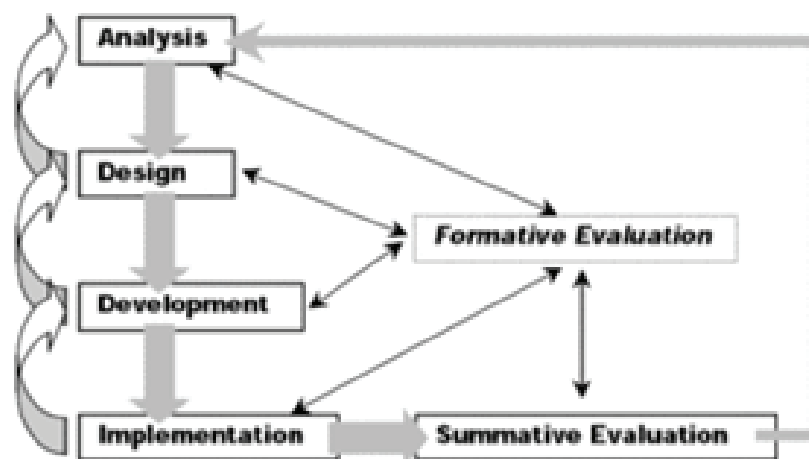 Analysis
Design
Formative Evaluation
Development
Implementation
Summative Evaluation